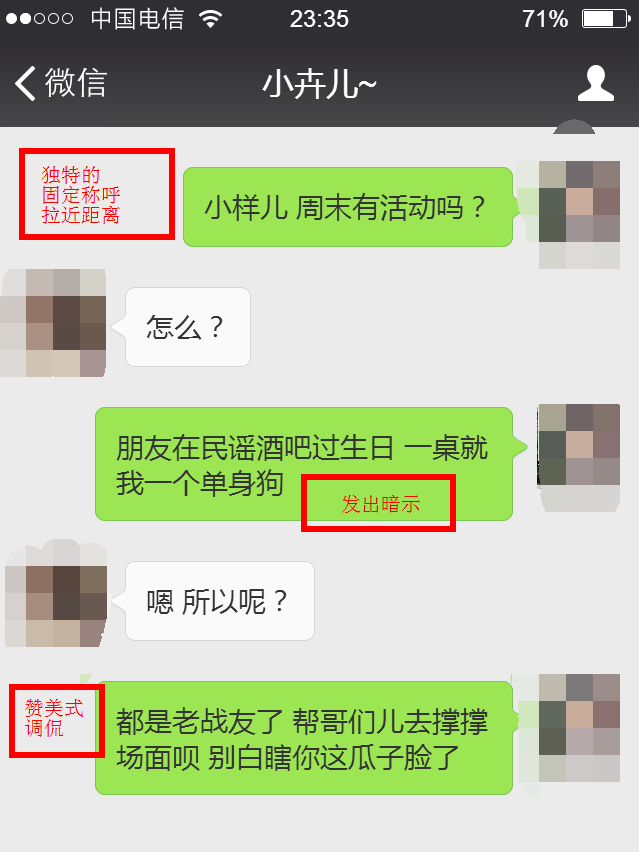 中国电信 23:35 71%
微信 小卉儿~
独特的
固定称呼
拉近距离
小样儿 周末有活动吗？
怎么？
朋友在民谣酒吧过生日 一桌就
我一个单身狗
发出暗示
嗯 所以呢？
赞美式
调侃
都是老战友了 帮哥们儿去撑撑
场面呗 别白瞎你这瓜子脸了